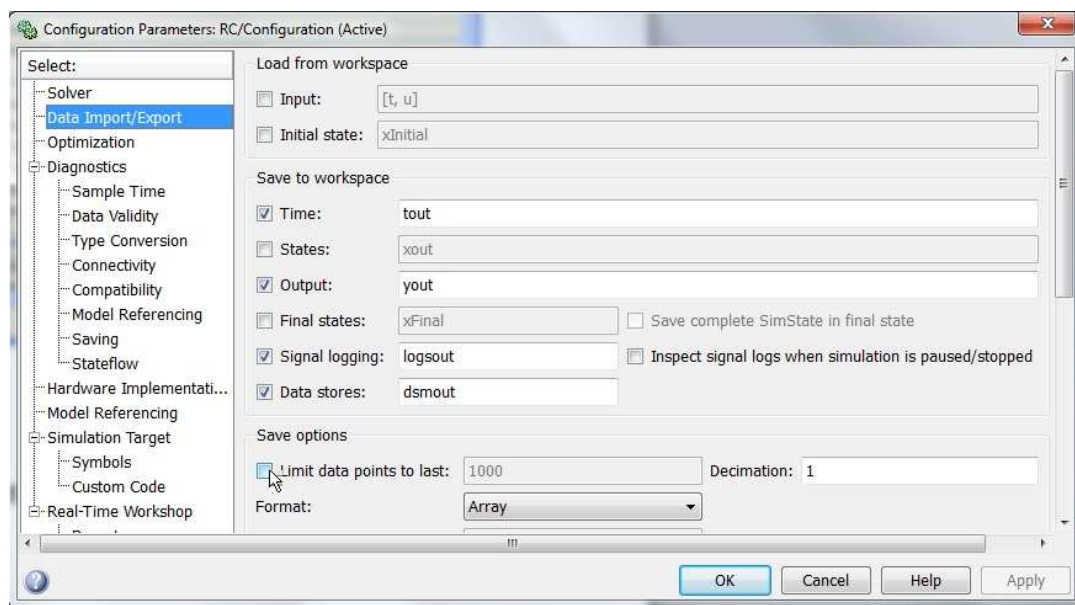 Configuration Parameters: RC/Configuration (Active)
Select:
Solver
Data Import/Export
Optimization
Diagnostics
Sample Time
Data Validity
Type Conversion
Connectivity
Compatibility
Model Referencing
Saving
Stateflow
Hardware Implementati...
Model Referencing
Simulation Target
Symbols
Custom Code
Real-Time Workshop
Load from workspace
Input: [t, u]
Initial state: xInitial
Save to workspace
Time: tout
States: xout
Output: yout
Final states: xFinal Save complete SimState in final state
Signal logging: logsout Inspect signal logs when simulation is paused/stopped
Data stores: dsmout
Save options
Limit data points to last: 1000 Decimation: 1
Format: Array
OK Cancel Help Apply